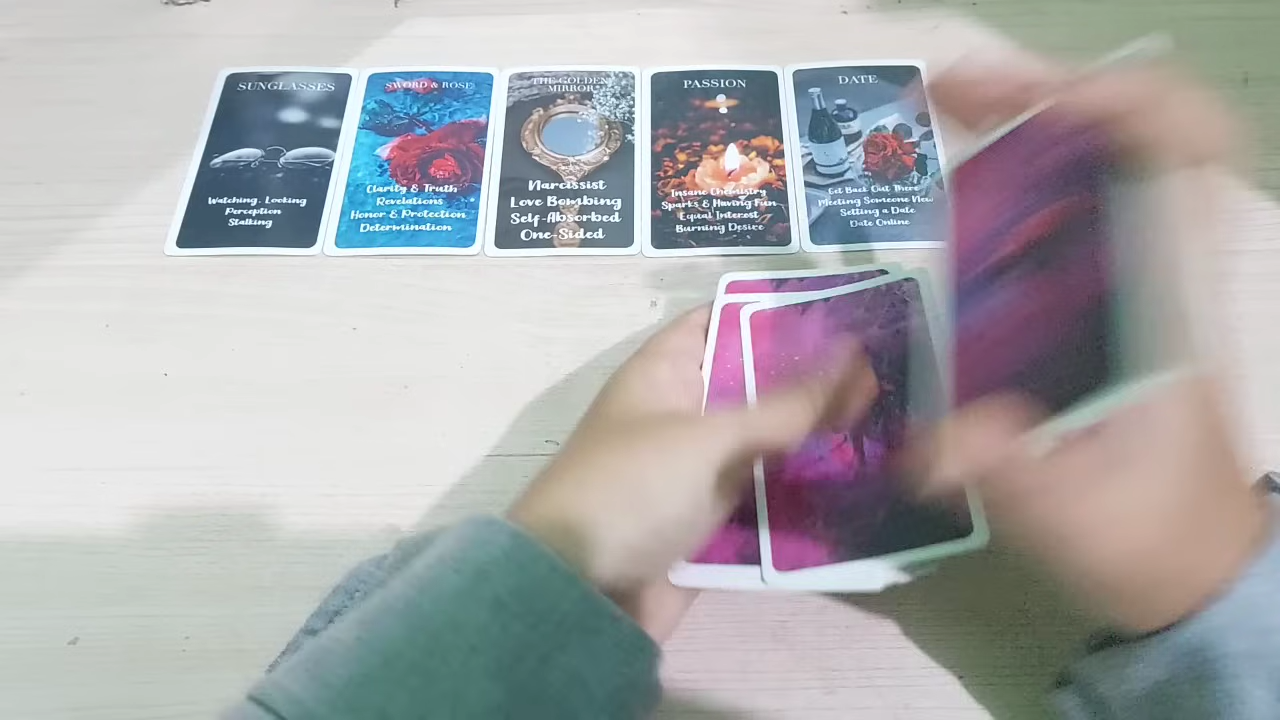 SUNGLASSES
Watching, Looking
Perception
Stalking
SWORD & ROSE
Clarity & Truth
Revelations
Honor & Protection
Determination
THE GOLDEN
MIRROR
Narcissist
Love Bombing
Self-Absorbed
One-Sided
PASSION
Insane Chemistry
Sparks & Having Fun
Equal Interest
Burning Desire
DATE
Get Back Out There
Meeting Someone New
Setting a Date
Date Online